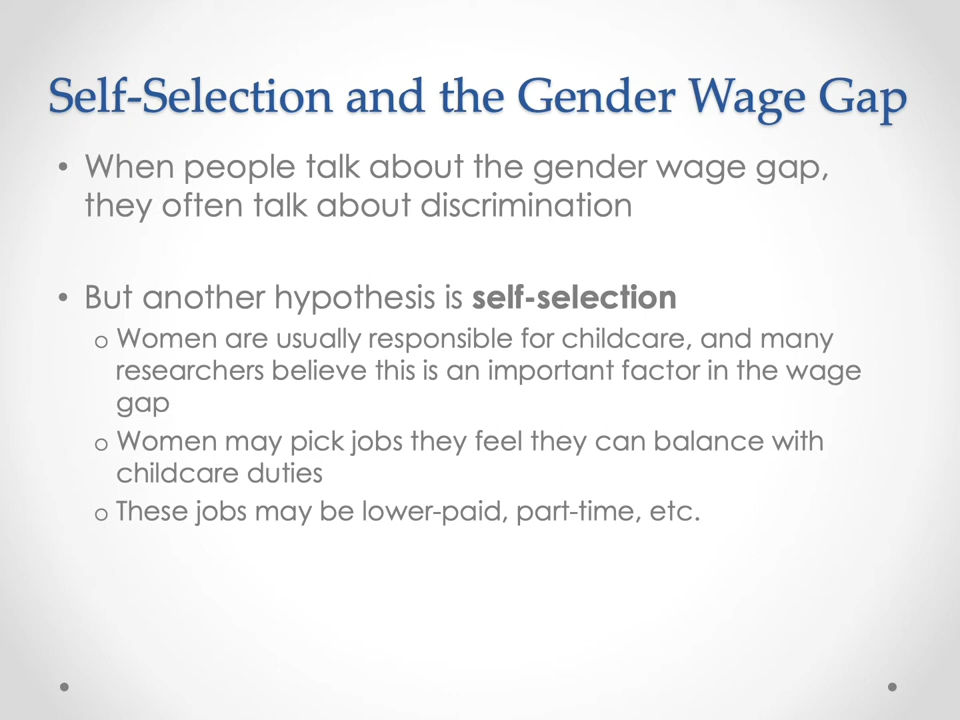 Self-Selection and the Gender Wage Gap
• When people talk about the gender wage gap,
they often talk about discrimination
• But another hypothesis is self-selection
o Women are usually responsible for childcare, and many
researchers believe this is an important factor in the wage
gap
o Women may pick jobs they feel they can balance with
childcare duties
o These jobs may be lower-paid, part-time, etc.